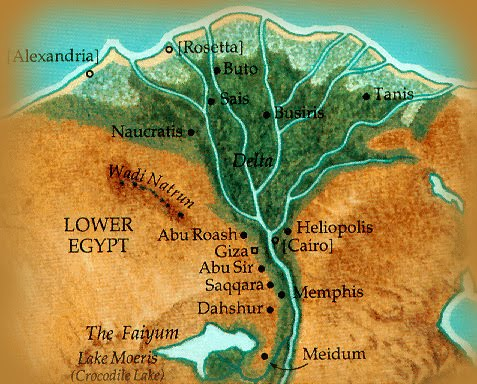 [Alexandria]
[Rosetta]
Buto
Sais
Busiris
Tanis
Naucratis
Delta
Wadi Natrun
LOWER
EGYPT
Abu Roash
Heliopolis
Giza
[Cairo]
Abu Sir
Saqqara
Memphis
Dahshur
The Faiyum
Lake Moeris
(Crocodile Lake)
Meidum